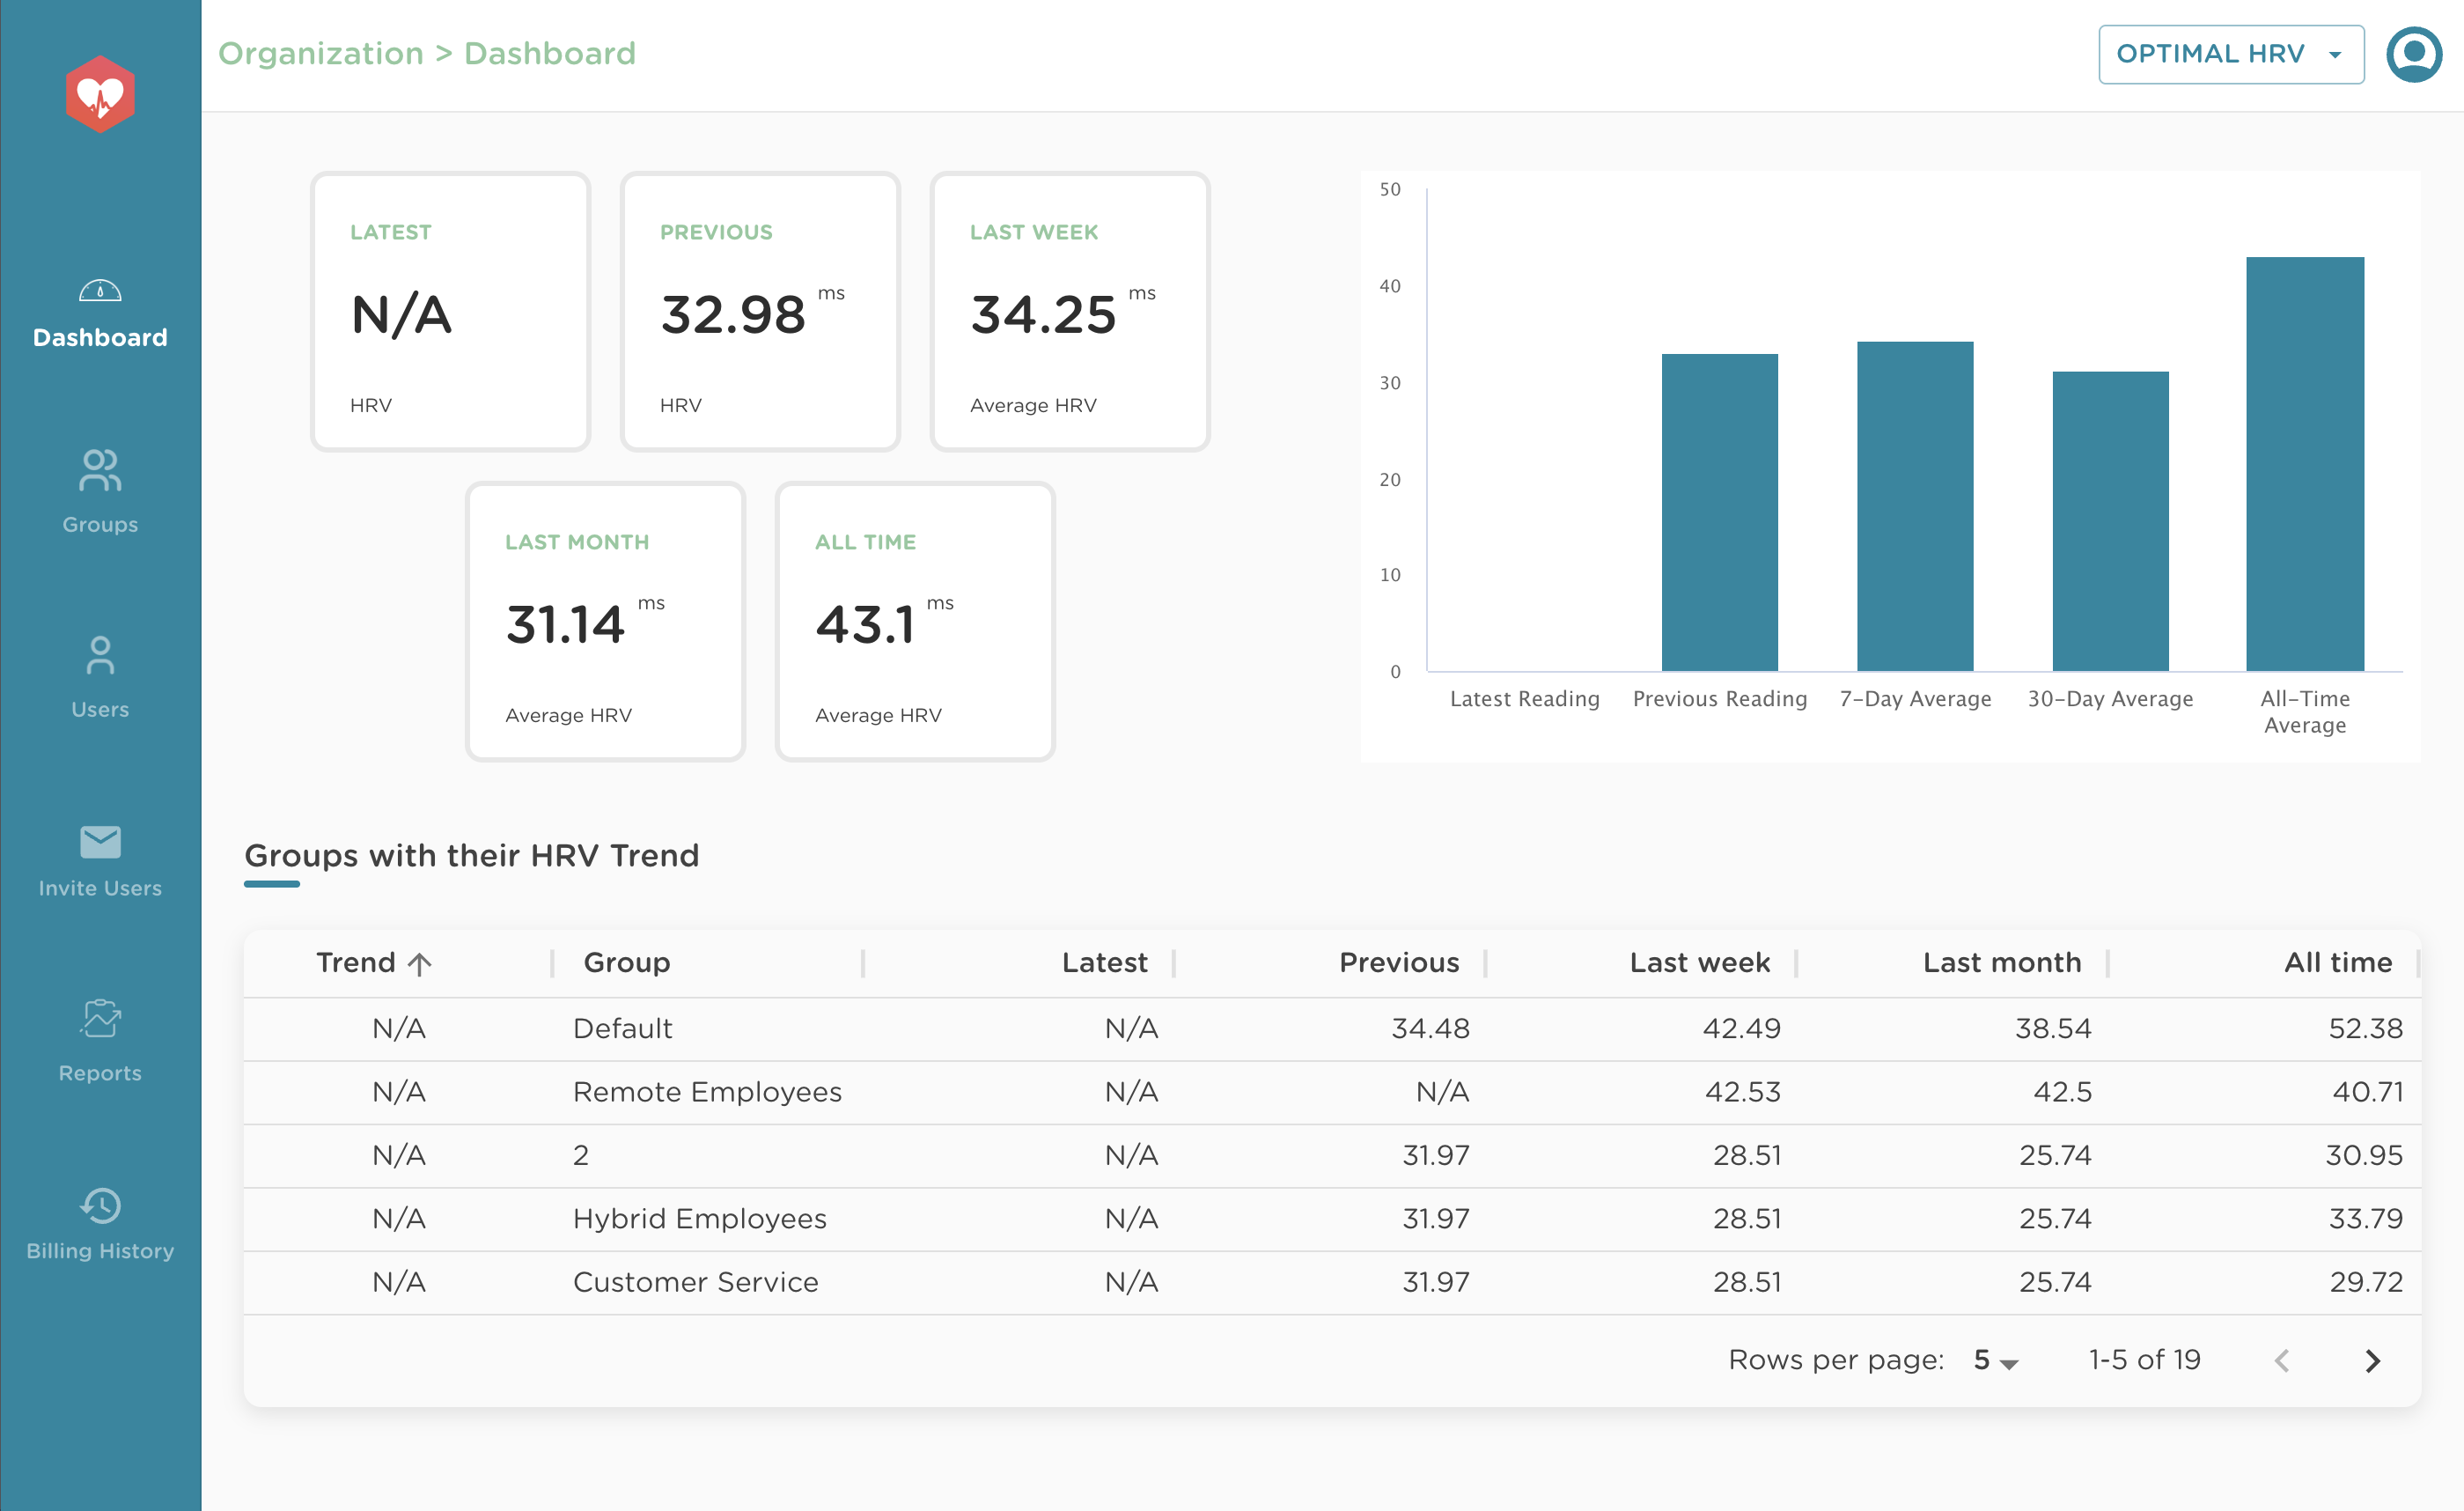 Organization > Dashboard
OPTIMAL HRV
Dashboard
Groups
Users
Invite Users
Reports
Billing History
LATEST
N/A
HRV
PREVIOUS
32.98 ms
HRV
LAST WEEK
34.25 ms
Average HRV
LAST MONTH
31.14 ms
Average HRV
ALL TIME
43.1 ms
Average HRV
50
40
30
20
10
0
Latest Reading Previous Reading 7-Day Average 30-Day Average All-Time
Average
Groups with their HRV Trend
Trend Group Latest Previous Last week Last month All time
N/A Default N/A 34.48 42.49 38.54 52.38
N/A Remote Employees N/A N/A 42.53 42.5 40.71
N/A 2 N/A 31.97 28.51 25.74 30.95
N/A Hybrid Employees N/A 31.97 28.51 25.74 33.79
N/A Customer Service N/A 31.97 28.51 25.74 29.72
Rows per page: 5 1-5 of 19